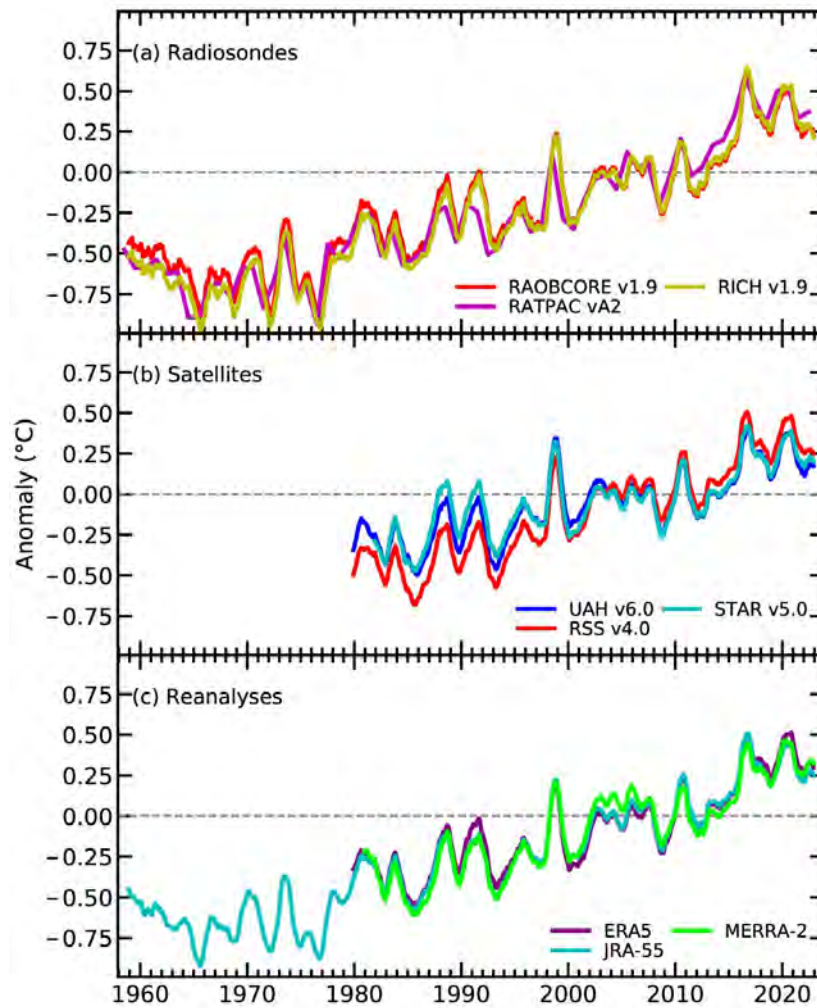 (a) Radiosondes
0.75
0.50
0.25
0.00
−0.25
−0.50
−0.75
RAOBCORE v1.9
RICH v1.9
RATPAC vA2
(b) Satellites
0.75
0.50
0.25
0.00
−0.25
−0.50
−0.75
Anomaly (°C)
UAH v6.0
STAR v5.0
RSS v4.0
(c) Reanalyses
0.75
0.50
0.25
0.00
−0.25
−0.50
−0.75
ERA5
MERRA-2
JRA-55
1960 1970 1980 1990 2000 2010 2020